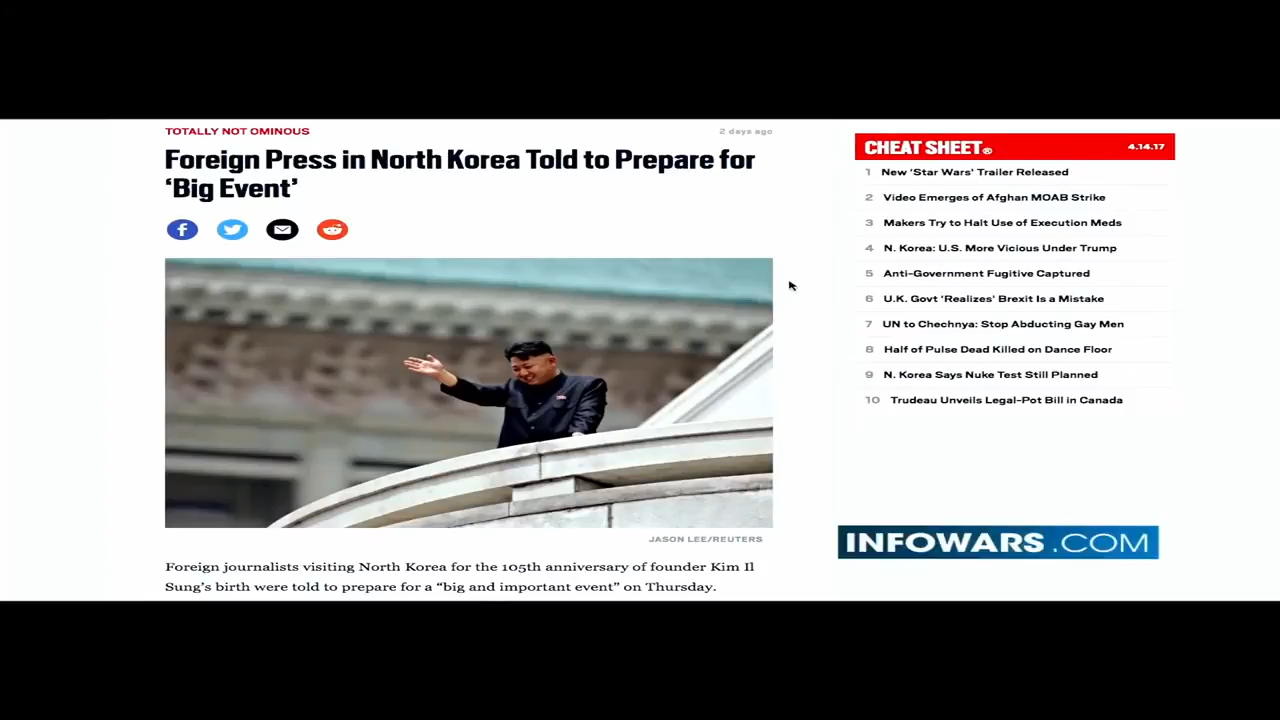 TOTALLY NOT OMINOUS
2 days ago
Foreign Press in North Korea Told to Prepare for
‘Big Event’
JASON LEE/REUTERS
Foreign journalists visiting North Korea for the 105th anniversary of founder Kim Il
Sung’s birth were told to prepare for a “big and important event” on Thursday.
CHEAT SHEET®
4.14.17
1 New ‘Star Wars’ Trailer Released
2 Video Emerges of Afghan MOAB Strike
3 Makers Try to Halt Use of Execution Meds
4 N. Korea: U.S. More Vicious Under Trump
5 Anti-Government Fugitive Captured
6 U.K. Govt ‘Realizes’ Brexit Is a Mistake
7 UN to Chechnya: Stop Abducting Gay Men
8 Half of Pulse Dead Killed on Dance Floor
9 N. Korea Says Nuke Test Still Planned
10 Trudeau Unveils Legal-Pot Bill in Canada
INFOWARS.COM